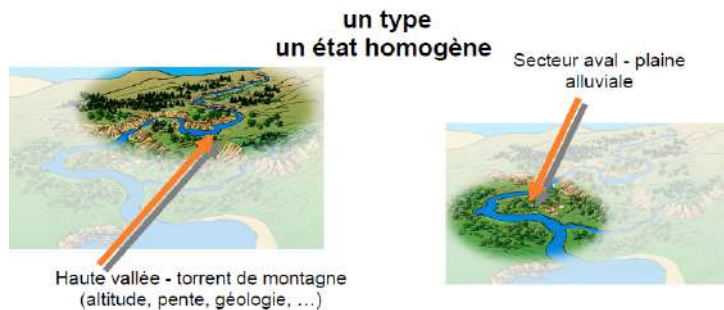 un type
un état homogène
Secteur aval - plaine
alluviale
Haute vallée - torrent de montagne
(altitude, pente, géologie, …)